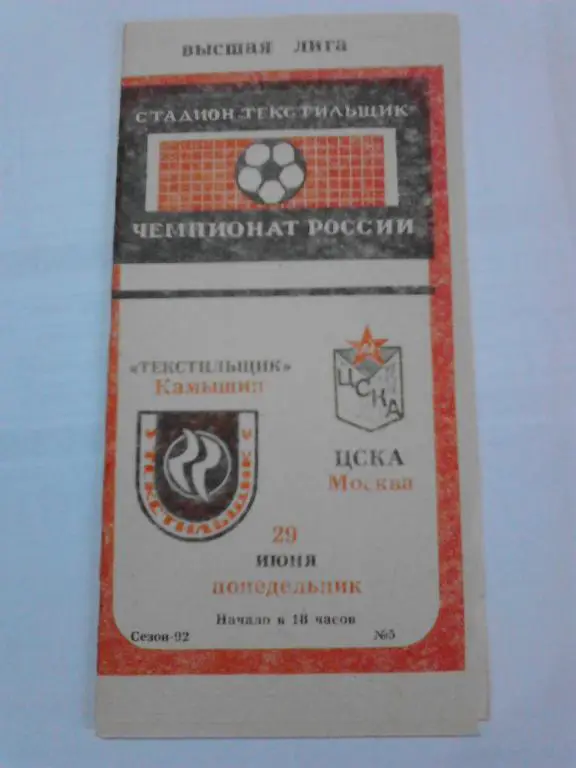 ВЫСШАЯ ЛИГА
СТАДИОН ТЕКСТИЛЬЩИК
ЧЕМПИОНАТ РОССИИ
«ТЕКСТИЛЬЩИК»
Камышин
ТЕКСТИЛЬЩИК
ЦСКА
ЦСКА
Москва
29
ИЮНЯ
понедельник
Начало в 18 часов
Сезон-92 №5